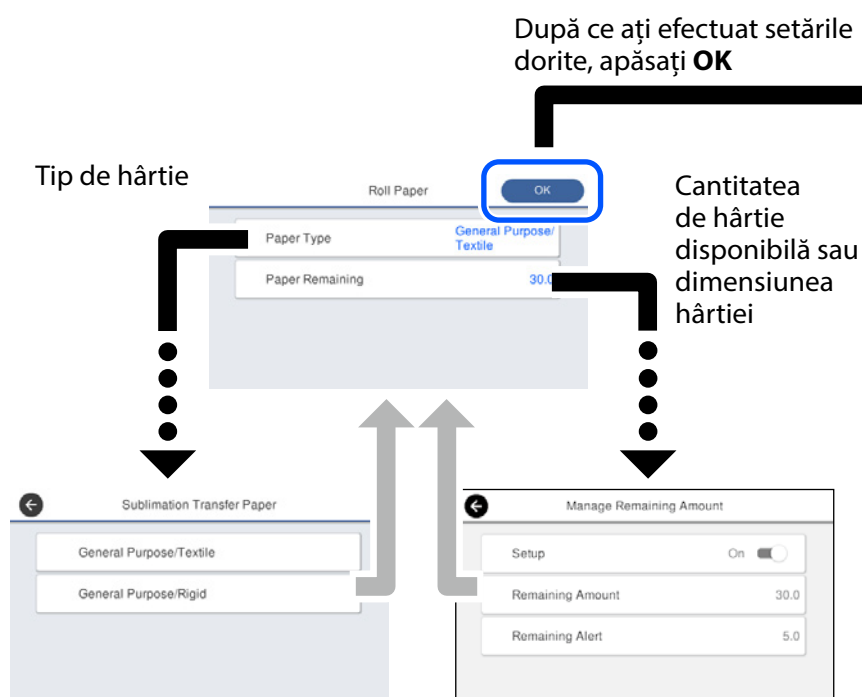 După ce ați efectuat setările
dorite, apăsați OK
Tip de hârtie
Roll Paper
OK
Paper Type
General Purpose/
Textile
Paper Remaining
30.0
Cantitatea
de hârtie
disponibilă sau
dimensiunea
hârtiei
Sublimation Transfer Paper
General Purpose/Textile
General Purpose/Rigid
Manage Remaining Amount
Setup
On
Remaining Amount
30.0
Remaining Alert
5.0